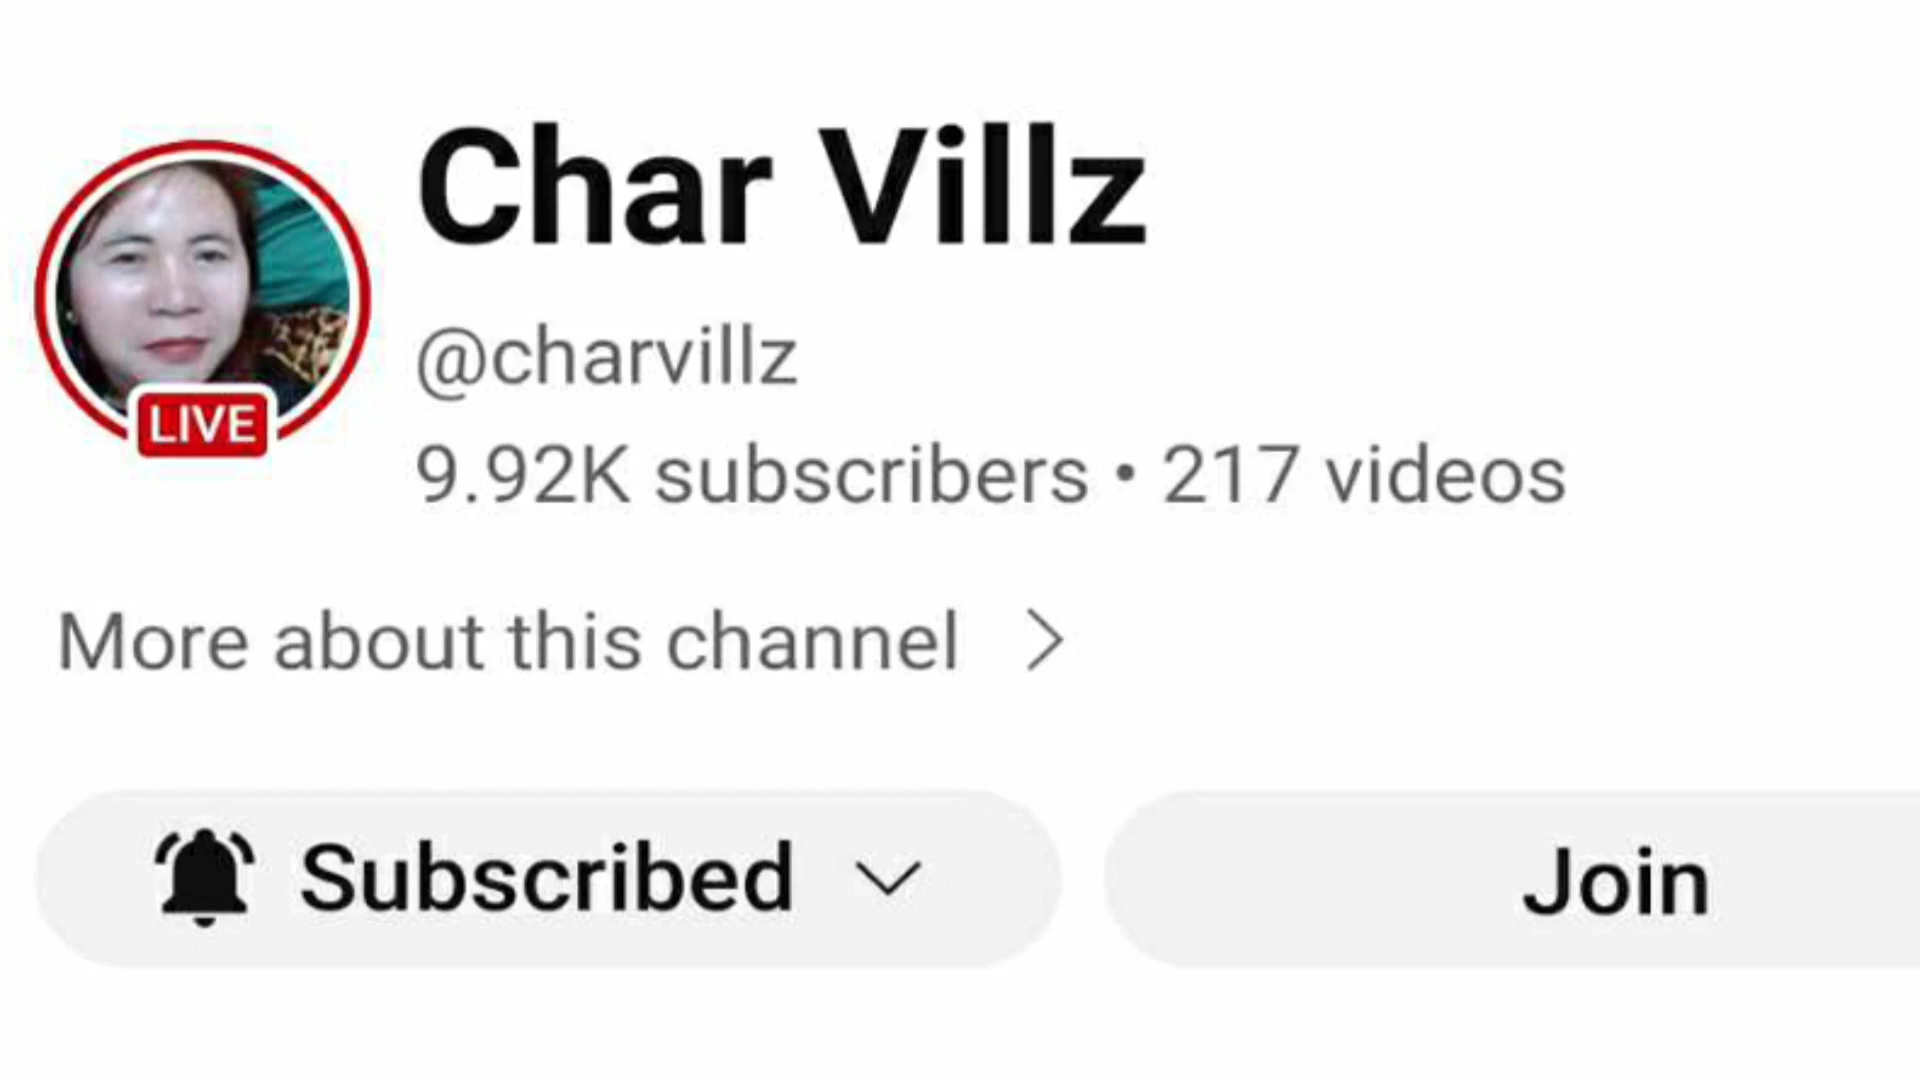 Char Villz
@charvillz
9.92K subscribers • 217 videos
LIVE
More about this channel >
Subscribed
Join